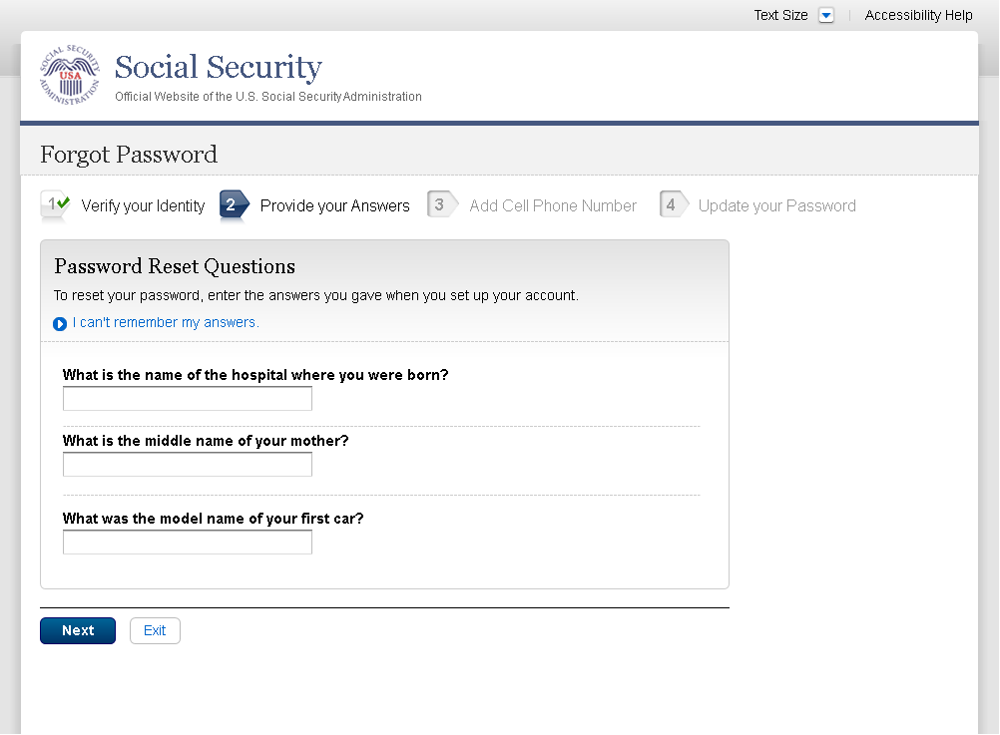 Text Size
Accessibility Help
SOCIAL SECURITY ADMINISTRATION
USA
Social Security
Official Website of the U.S. Social Security Administration
Forgot Password
1 Verify your Identity 2 Provide your Answers 3 Add Cell Phone Number 4 Update your Password
Password Reset Questions
To reset your password, enter the answers you gave when you set up your account.
I can't remember my answers.
What is the name of the hospital where you were born?
What is the middle name of your mother?
What was the model name of your first car?
Next Exit